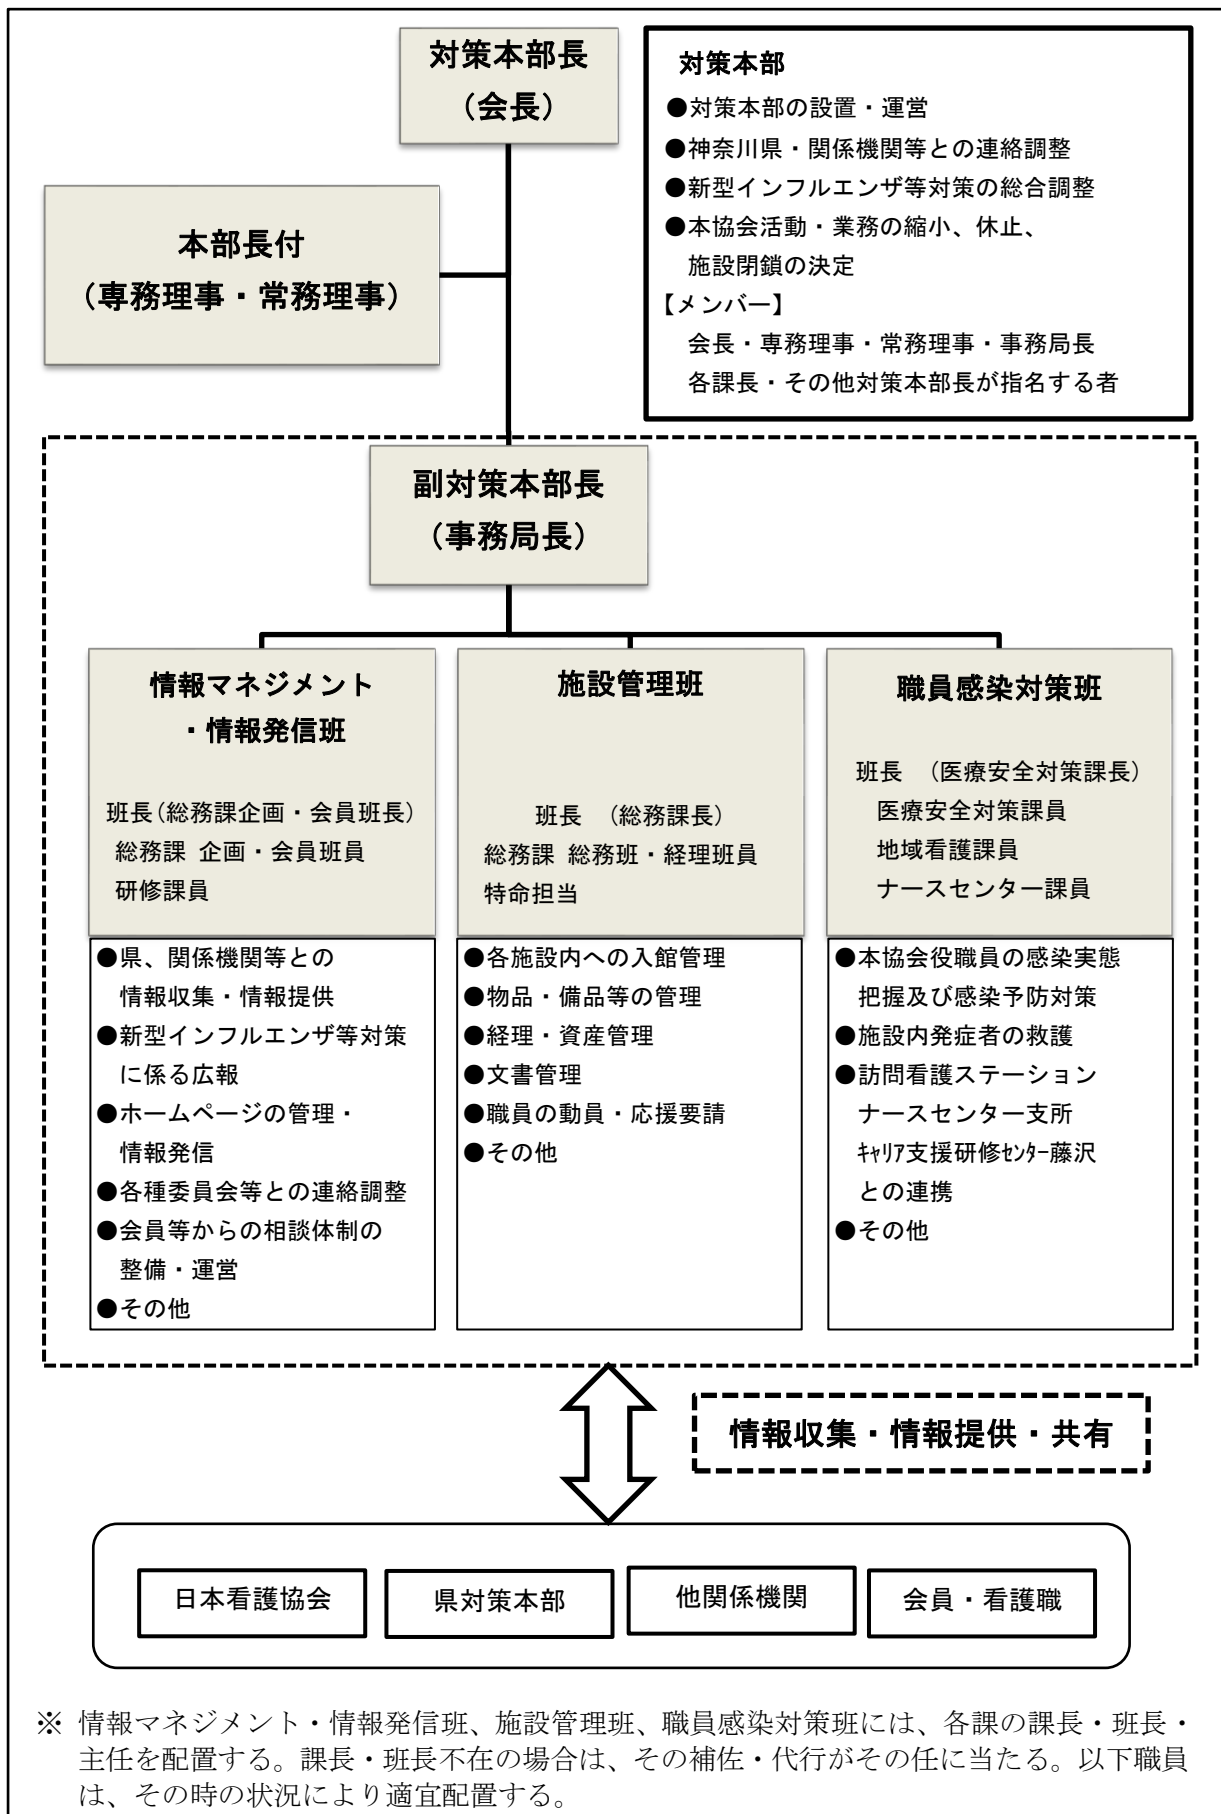 対策本部長
（会長）
対策本部
●対策本部の設置・運営
●神奈川県・関係機関等との連絡調整
●新型インフルエンザ等対策の総合調整
●本協会活動・業務の縮小、休止、
施設閉鎖の決定
【メンバー】
会長・専務理事・常務理事・事務局長
各課長・その他対策本部長が指名する者
本部長付
（専務理事・常務理事）
副対策本部長
（事務局長）
情報マネジメント
・情報発信班
班長（総務課企画・会員班長）
総務課 企画・会員班員
研修課員
●県、関係機関等との
情報収集・情報提供
●新型インフルエンザ等対策
に係る広報
●ホームページの管理・
情報発信
●各種委員会等との連絡調整
●会員等からの相談体制の
整備・運営
●その他
施設管理班
班長　（総務課長）
総務課 総務班・経理班員
特命担当
●各施設内への入館管理
●物品・備品等の管理
●経理・資産管理
●文書管理
●職員の動員・応援要請
●その他
職員感染対策班
班長　（医療安全対策課長）
医療安全対策課員
地域看護課員
ナースセンター課員
●本協会役職員の感染実態
把握及び感染予防対策
●施設内発症者の救護
●訪問看護ステーション
ナースセンター支所
ｷｬﾘｱ支援研修ｾﾝﾀｰ藤沢
との連携
●その他
情報収集・情報提供・共有
日本看護協会
県対策本部
他関係機関
会員・看護職
※ 情報マネジメント・情報発信班、施設管理班、職員感染対策班には、各課の課長・班長・
主任を配置する。課長・班長不在の場合は、その補佐・代行がその任に当たる。以下職員
は、その時の状況により適宜配置する。